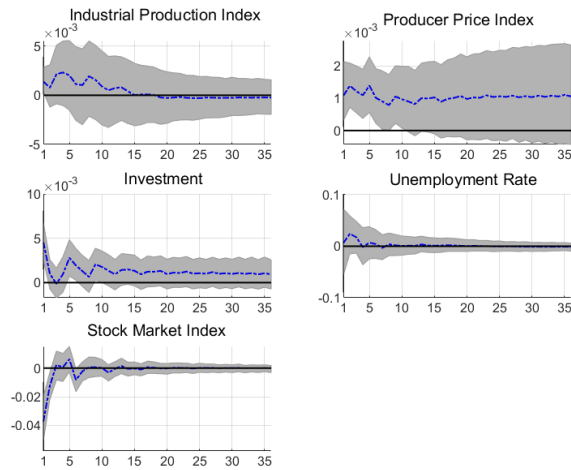 Industrial Production Index
×10⁻³
5
0
-5
1 5 10 15 20 25 30 35
Producer Price Index
×10⁻³
2
1
0
1 5 10 15 20 25 30 35
Investment
10 ×10⁻³
5
0
1 5 10 15 20 25 30 35
Unemployment Rate
0.1
0
-0.1
1 5 10 15 20 25 30 35
Stock Market Index
0
-0.02
-0.04
1 5 10 15 20 25 30 35